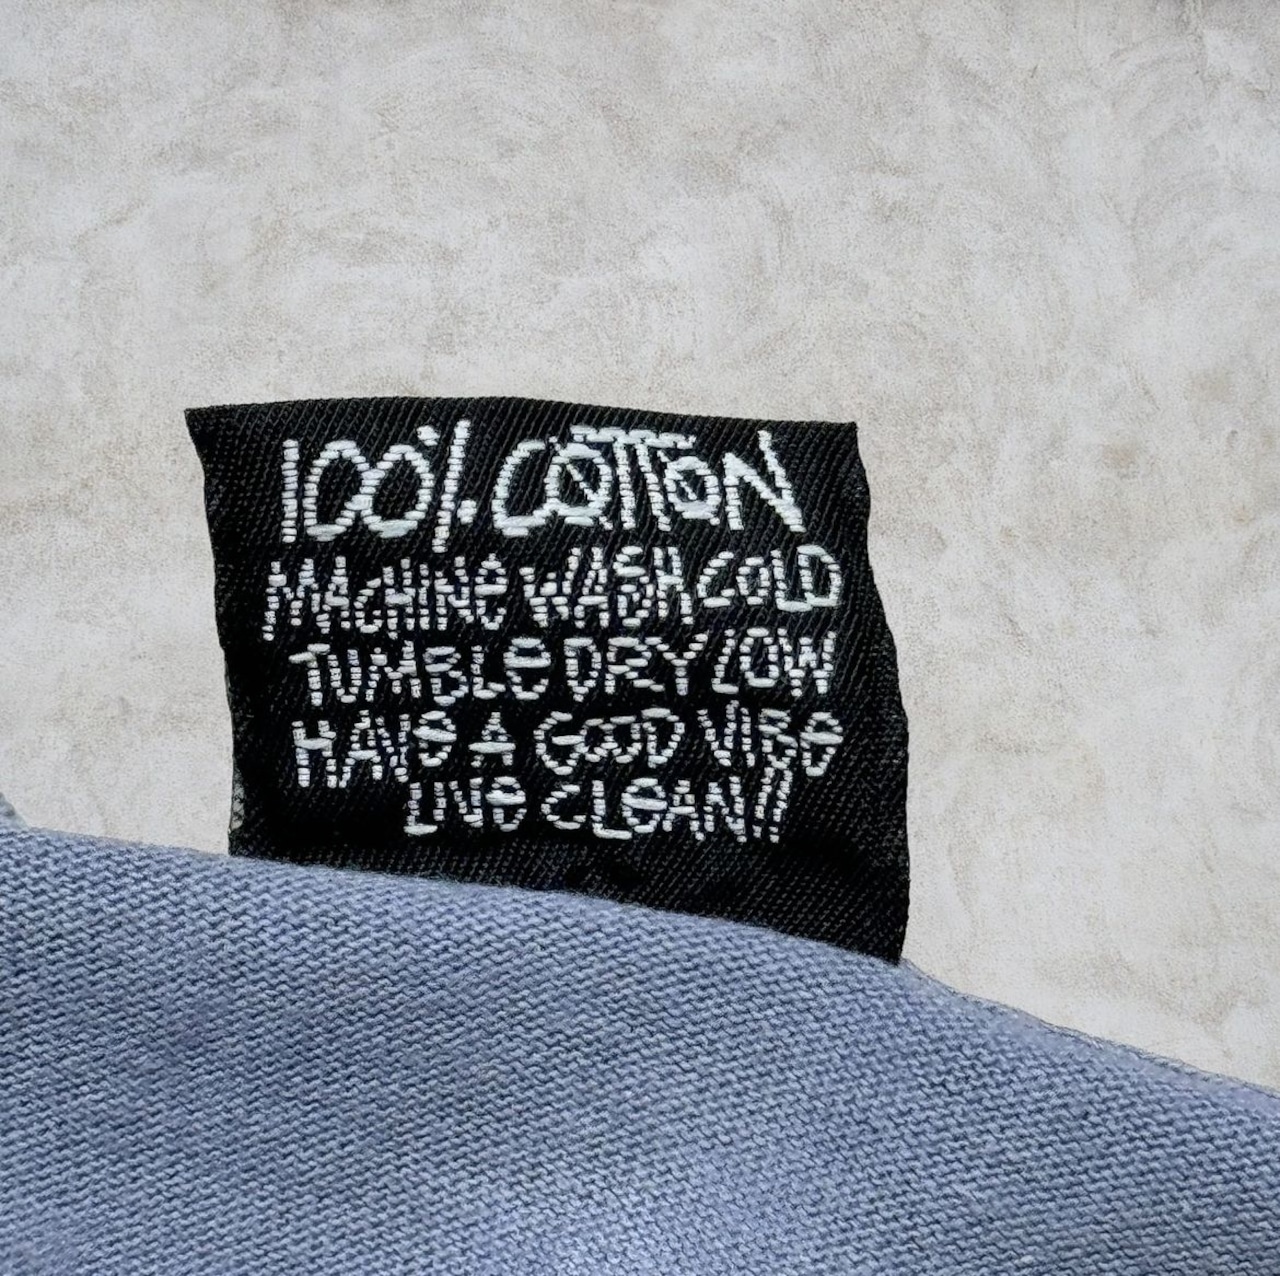 100% COTTON
MACHINE WASH COLD
TUMBLE DRY LOW
HAVE A GOOD VIBE
LIVE CLEAN!!